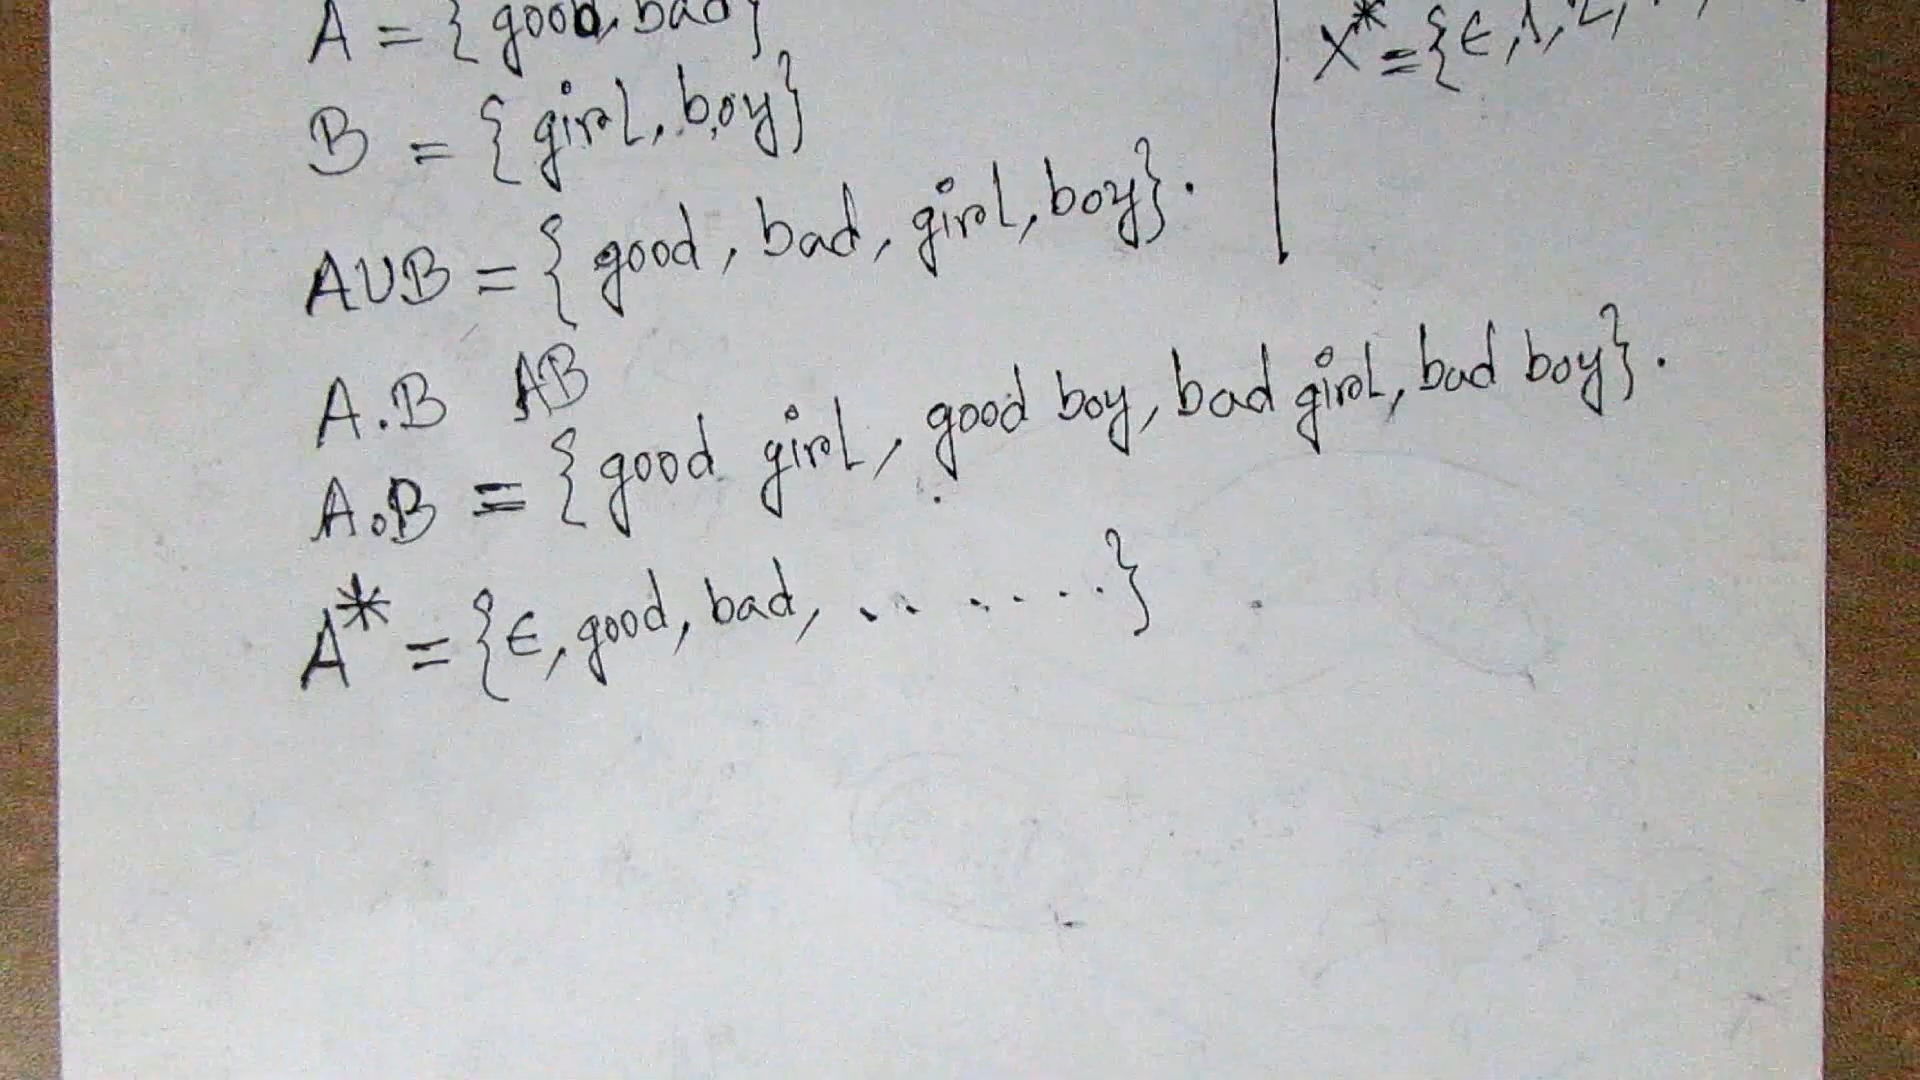 A = {good, bad}
B = {girl, boy}
A∪B = {good, bad, girl, boy}.
A.B AB
A∘B = {good girl, good boy, bad girl, bad boy}.
A* = {ϵ, good, bad, . . . . . . .}
X* = {ϵ, 1, 2,